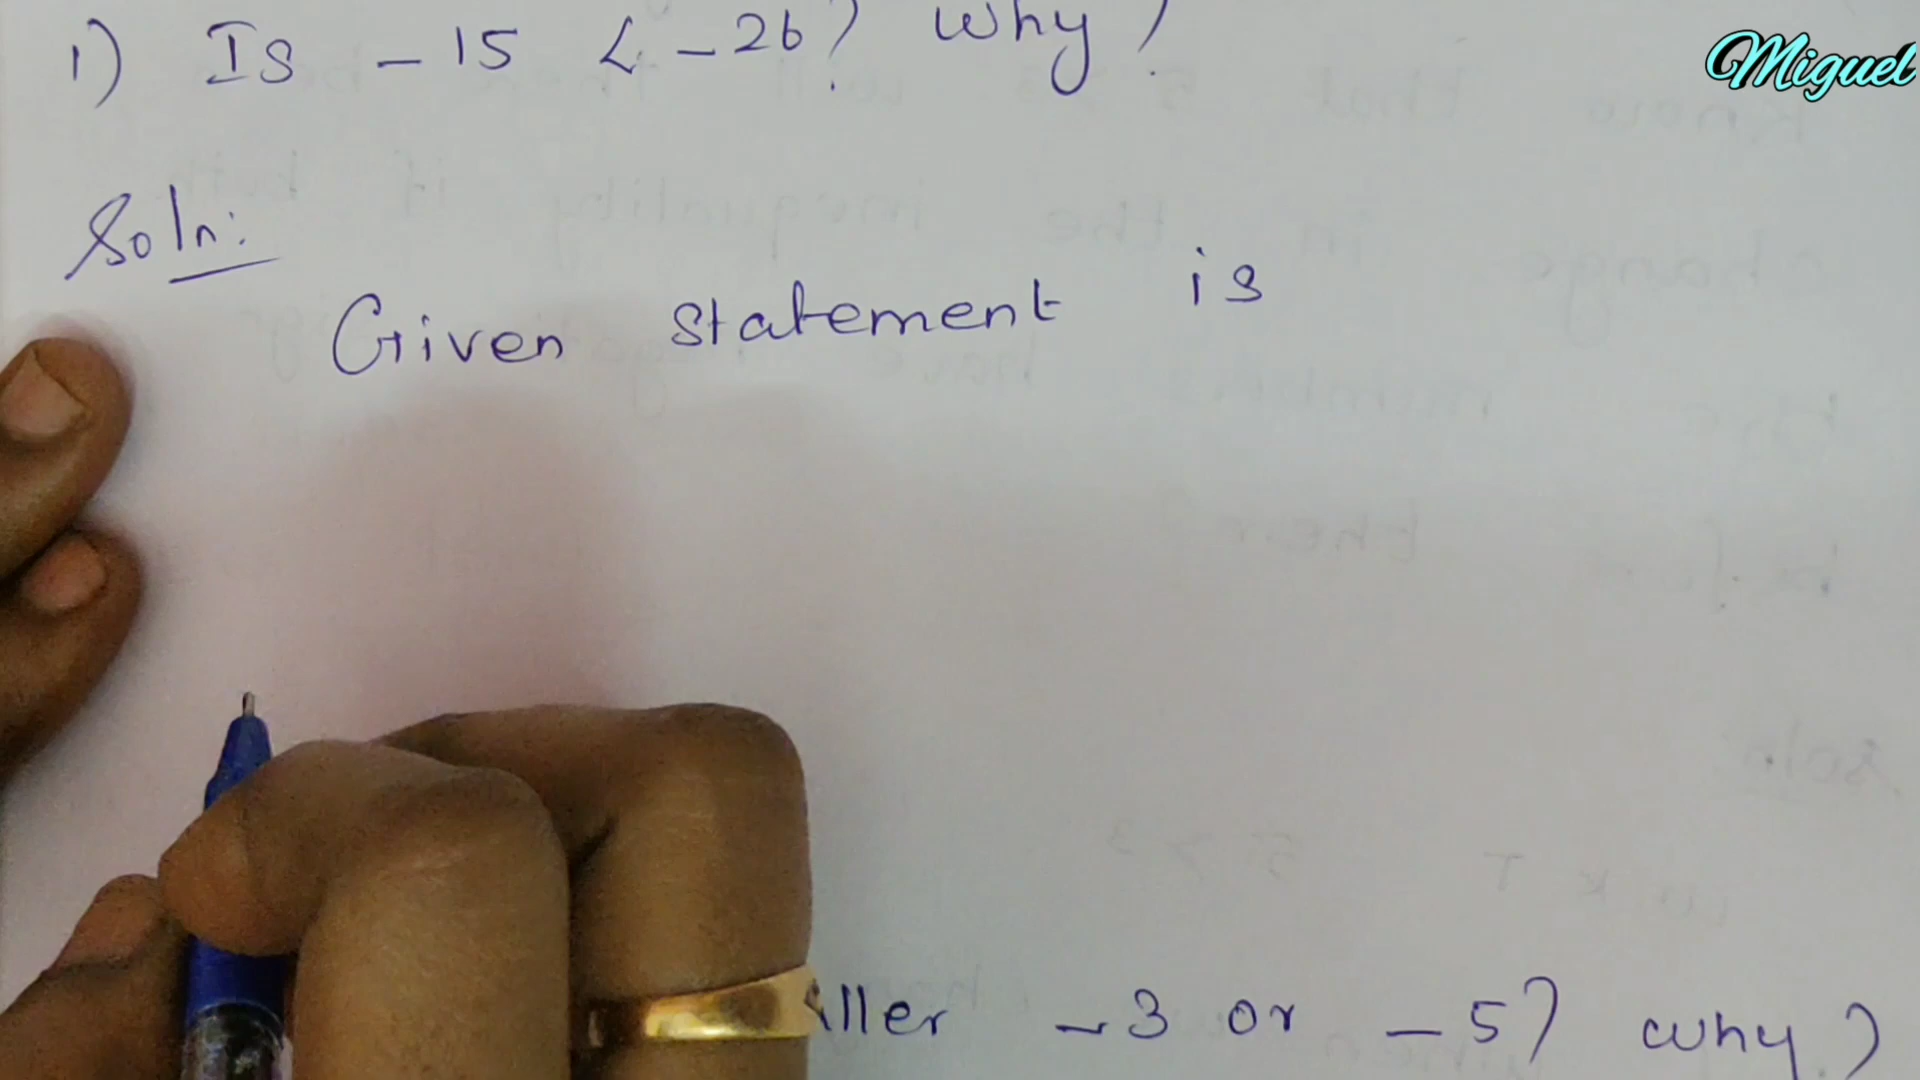 1) Is -15 < -26? Why?
Miguel
Soln:
Given statement is
ller -3 or -5? why?